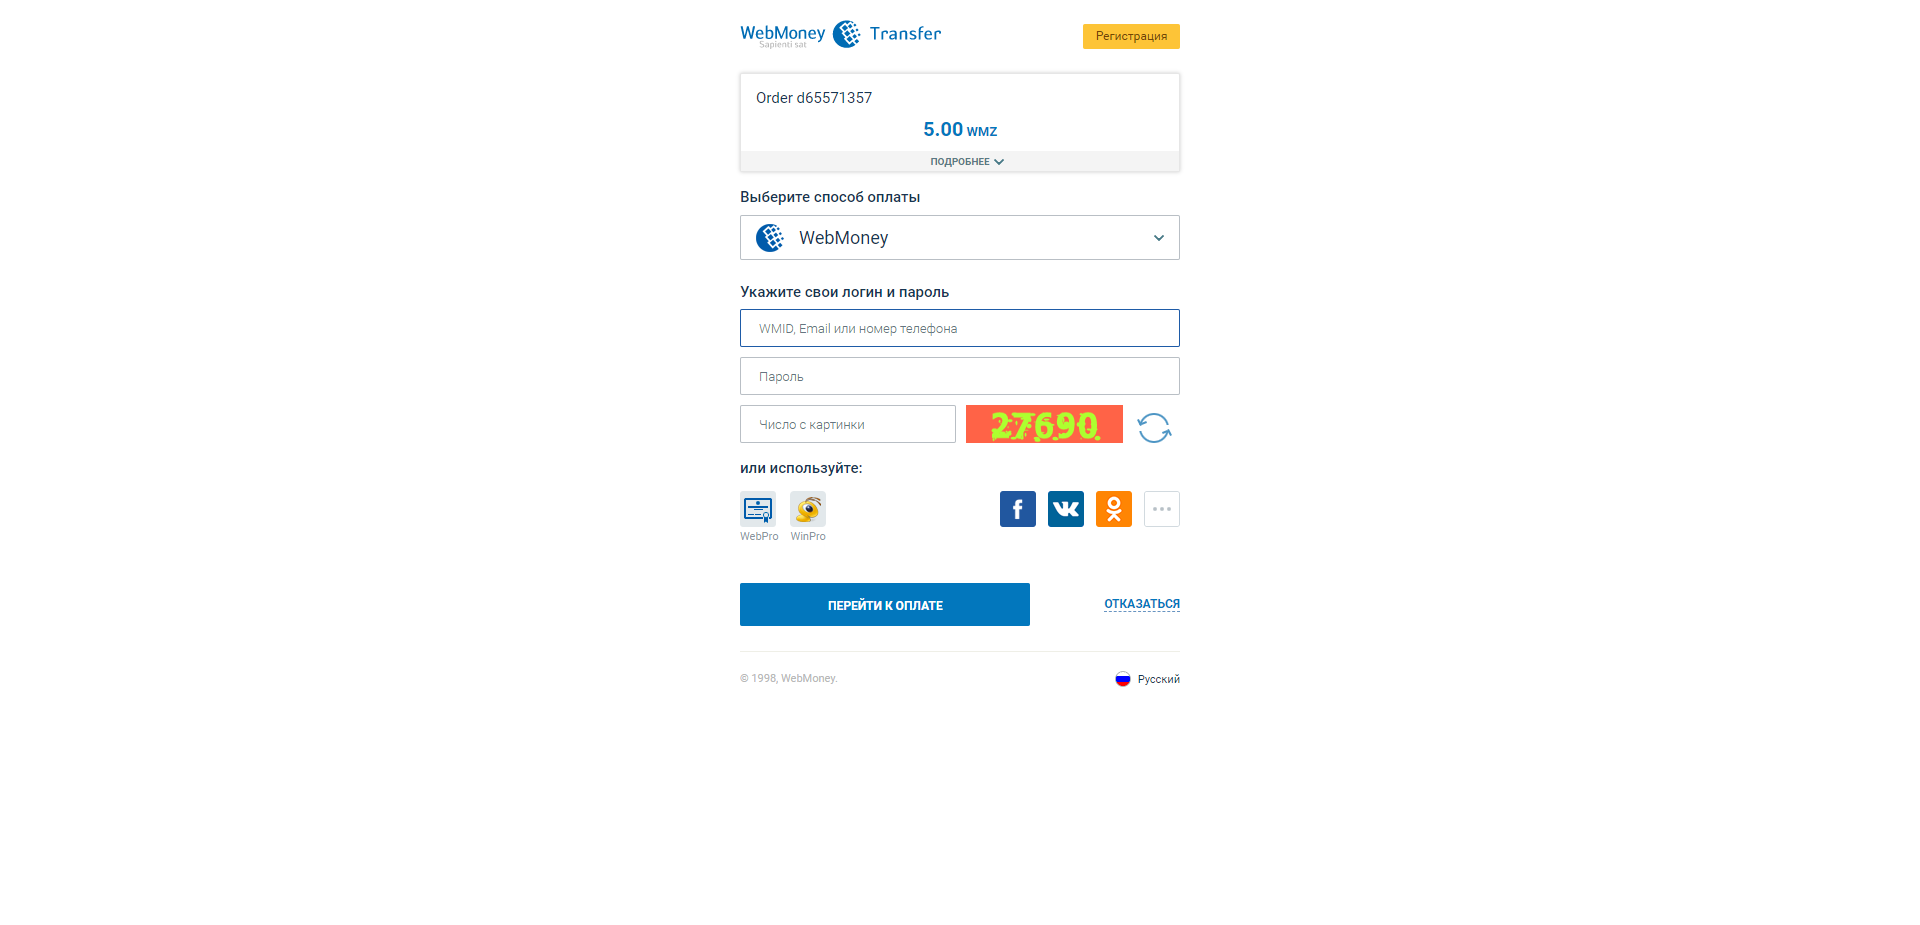 WebMoney Transfer
Sapienti sat
Регистрация
Order d65571357
5.00 WMZ
ПОДРОБНЕЕ
Выберите способ оплаты
WebMoney
Укажите свои логин и пароль
WMID, Email или номер телефона
Пароль
Число с картинки
27690
или используйте:
WebPro WinPro
ПЕРЕЙТИ К ОПЛАТЕ
ОТКАЗАТЬСЯ
© 1998, WebMoney.
Русский